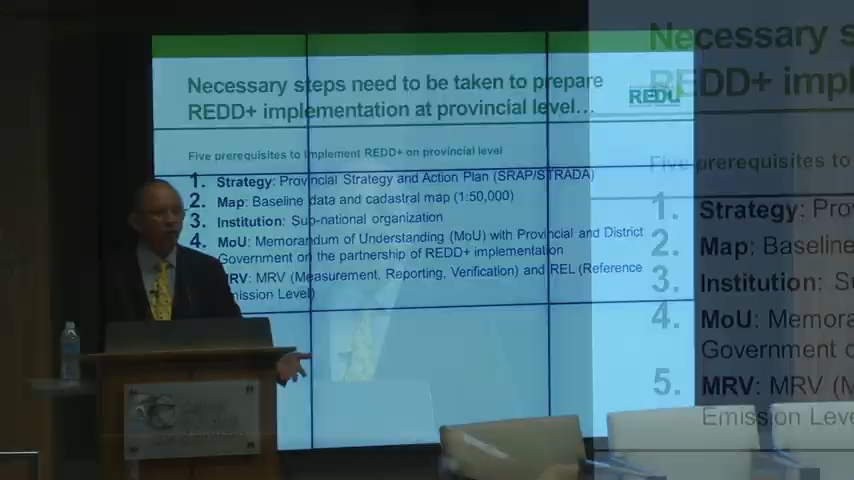 Necessary steps need to be taken to prepare
REDD+ implementation at provincial level...
Five prerequisites to implement REDD+ on provincial level
1. Strategy: Provincial Strategy and Action Plan (SRAP/STRADA)
2. Map: Baseline data and cadastral map (1:50,000)
3. Institution: Sub-national organization
4. MoU: Memorandum of Understanding (MoU) with Provincial and District
Government on the partnership of REDD+ implementation
MRV: MRV (Measurement, Reporting, Verification) and REL (Reference
Emission Level)
Necessary s
REDD+ impl
Five prerequisites to
1. Strategy: Pro
2. Map: Baseline
3. Institution: Su
4. MoU: Memora
Government o
5. MRV: MRV (M
Emission Leve